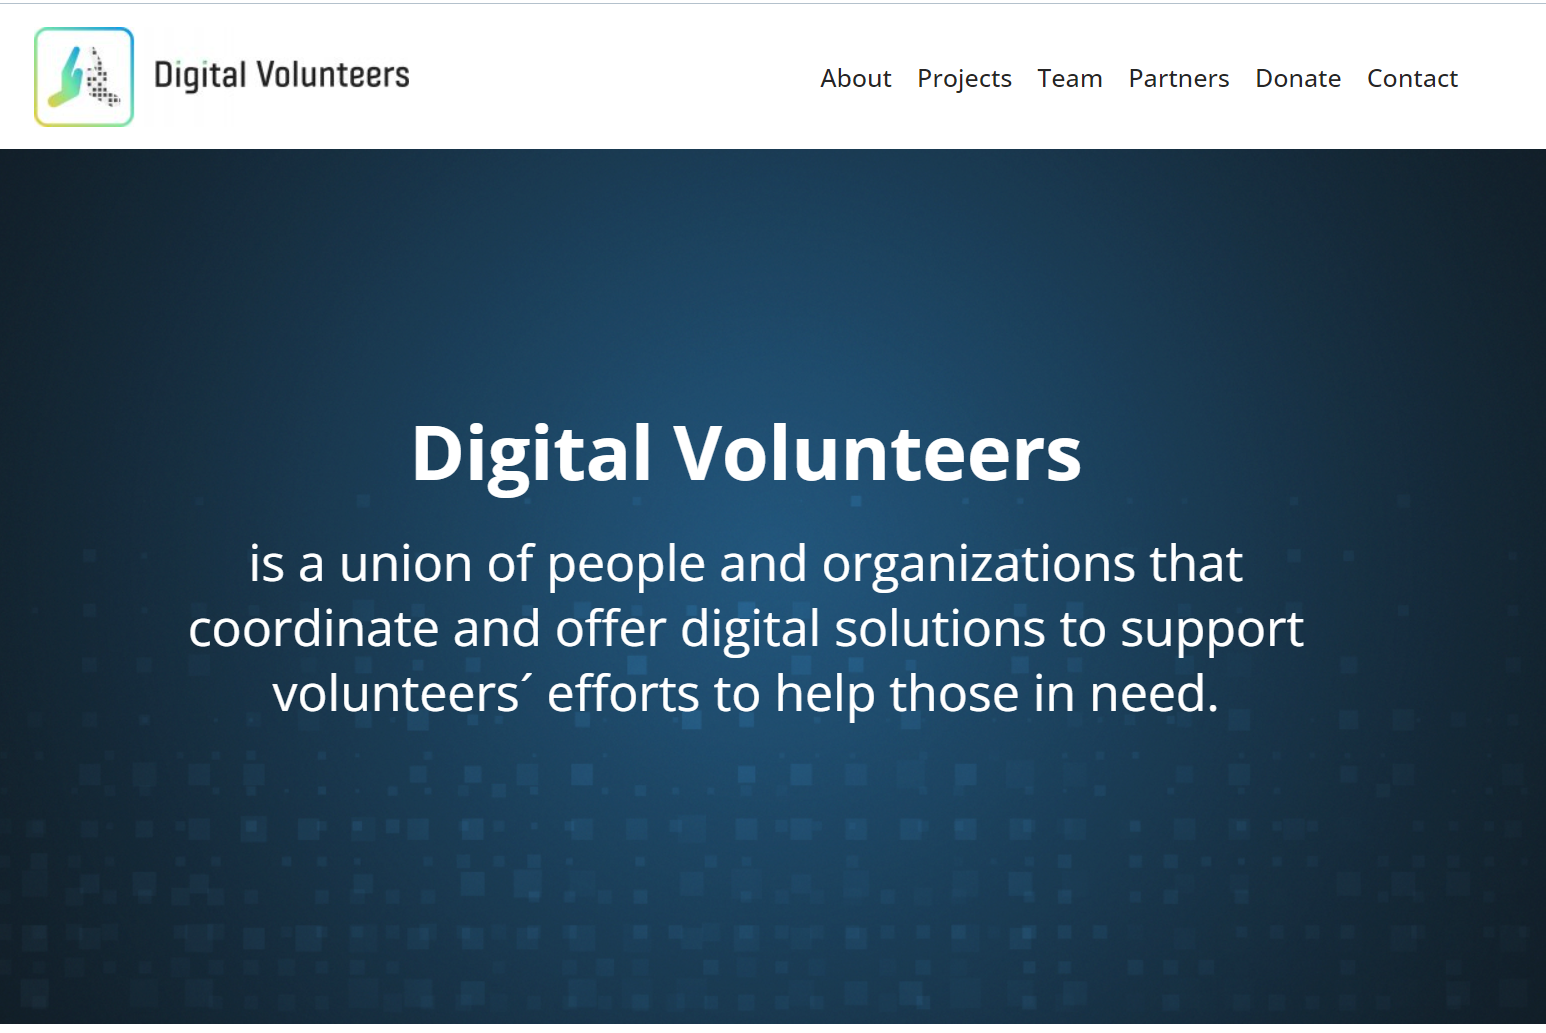 Digital Volunteers
About Projects Team Partners Donate Contact
Digital Volunteers
is a union of people and organizations that
coordinate and offer digital solutions to support
volunteers´ efforts to help those in need.